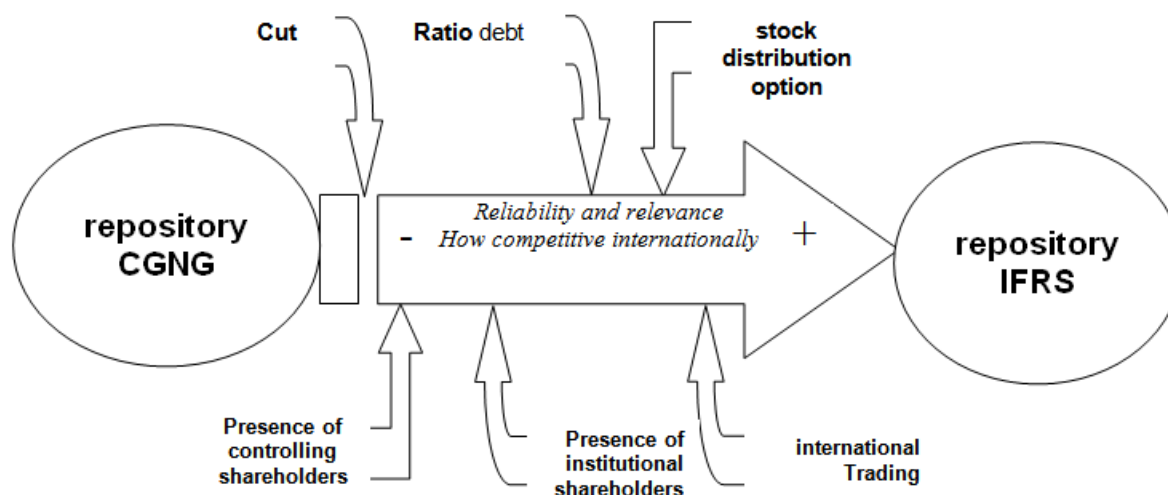 Cut
Ratio debt
stock
distribution
option
repository
CGNG
-
Reliability and relevance
How competitive internationally
+
repository
IFRS
Presence of
controlling
shareholders
Presence of
institutional
shareholders
international
Trading